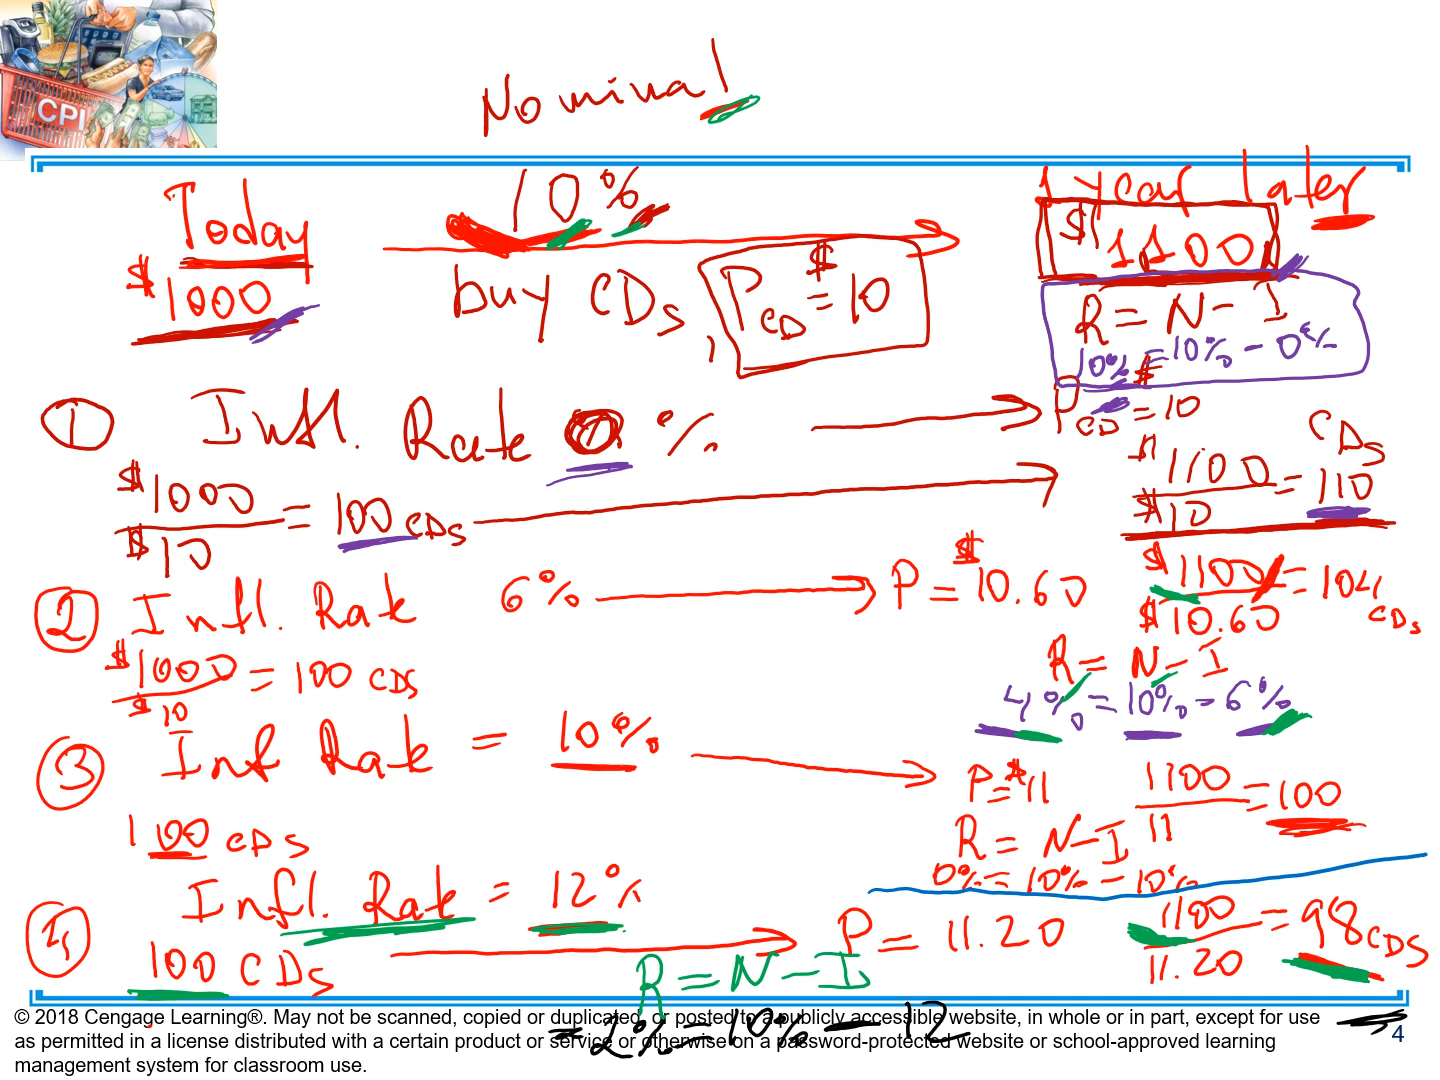 CPI
Nominal
Today
10%
1 year later
$1000
buy CDs, P CD = $10
$1100
R = N - I
10% = 10% - 0%
① Infl. Rate 0 %
P CD = $10
$1000 / $10 = 100 CDs
$1100 / $10 = 110 CDs
② Infl. Rate 6%
P = $10.60
$1100 / $10.60 = 104 CDs
$1000 / $10 = 100 CDs
R = N - I
4% = 10% - 6%
③ Inf Rate = 10%
P = $11
1100 / 11 = 100
100 CDs
R = N - I
0% = 10% - 10%
④ Infl. Rate = 12%
100 CDs
P = 11.20
1100 / 11.20 = 98 CDs
R = N - I
- 2% = 10% - 12
© 2018 Cengage Learning®. May not be scanned, copied or duplicated, or posted to a publicly accessible website, in whole or in part, except for use
as permitted in a license distributed with a certain product or service or otherwise on a password-protected website or school-approved learning
management system for classroom use.
4